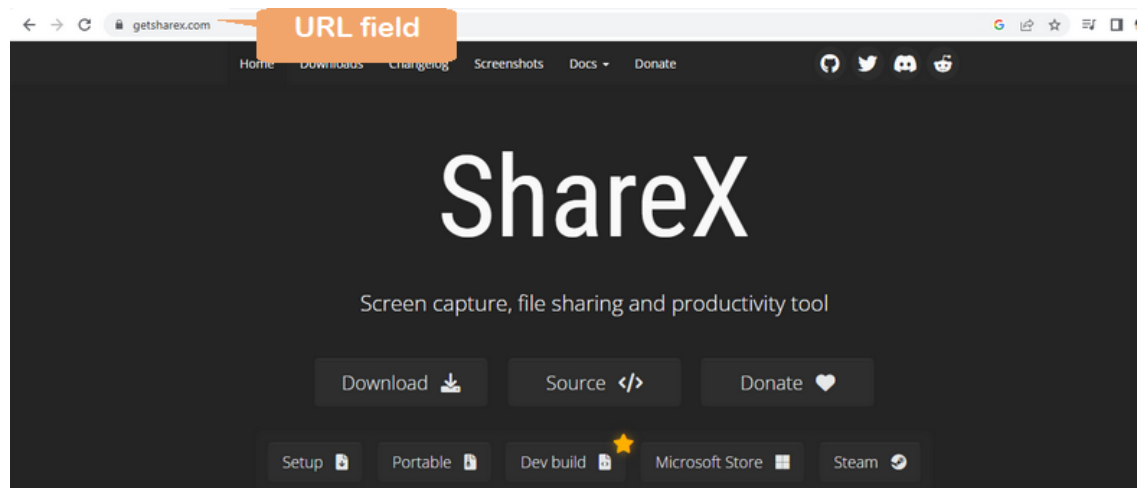 getsharex.com
URL field
Home Downloads Changelog Screenshots Docs Donate
ShareX
Screen capture, file sharing and productivity tool
Download Source </> Donate
Setup Portable Dev build Microsoft Store Steam